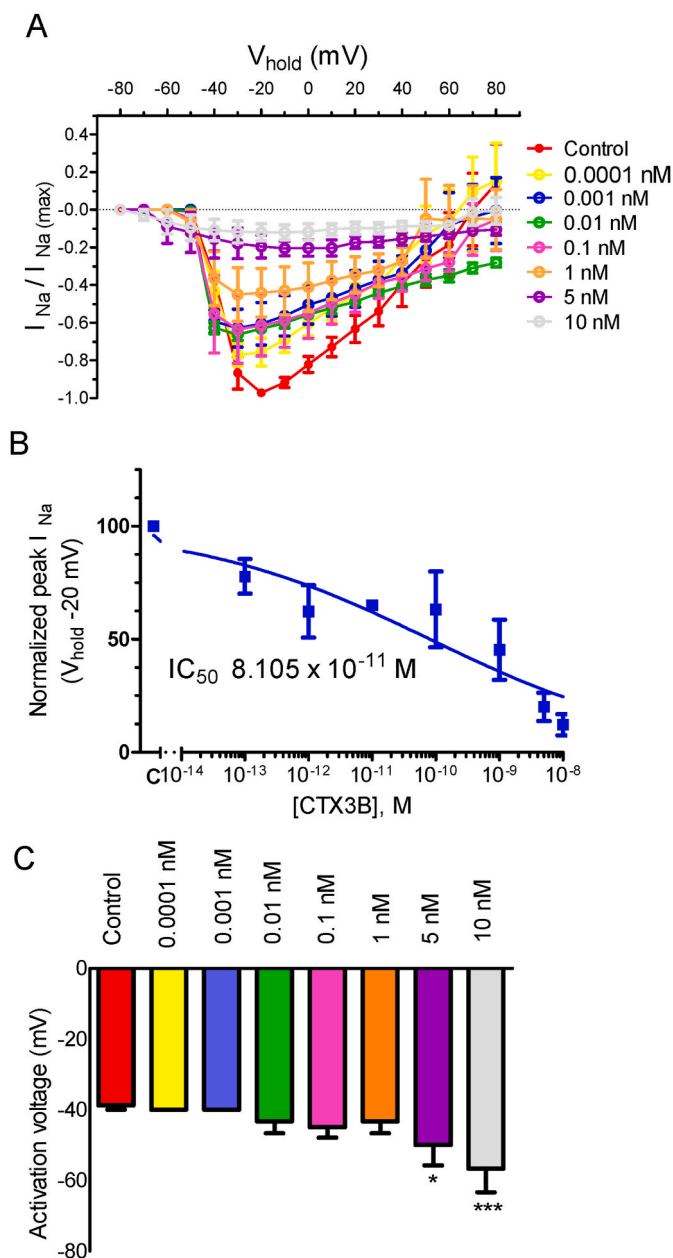 A
V hold (mV)
-80 -60 -40 -20 0 20 40 60 80
0.4
0.2
-0.0
-0.2
-0.4
-0.6
-0.8
-1.0
I Na / I Na (max)
Control
0.0001 nM
0.001 nM
0.01 nM
0.1 nM
1 nM
5 nM
10 nM
B
Normalized peak I Na
(V hold -20 mV)
100
50
0
IC50 8.105 x 10-11 M
C 10-14 10-13 10-12 10-11 10-10 10-9 10-8
[CTX3B], M
C
Control
0.0001 nM
0.001 nM
0.01 nM
0.1 nM
1 nM
5 nM
10 nM
Activation voltage (mV)
0
-20
-40
-60
-80
*
***